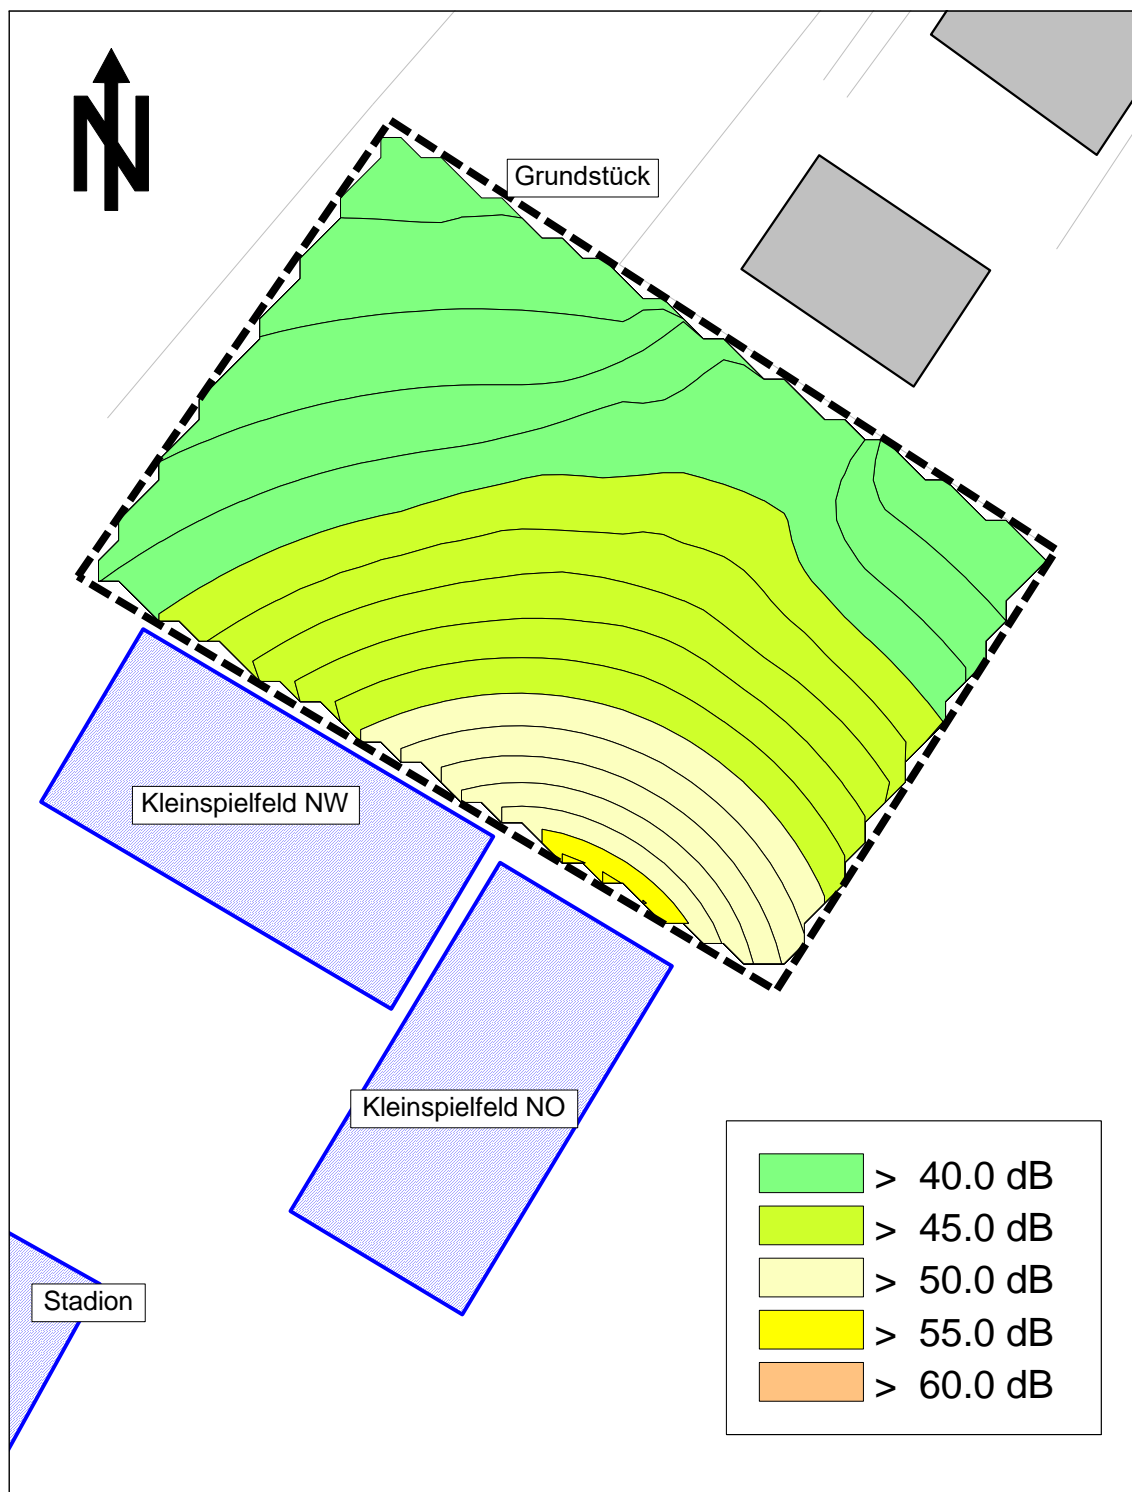 N
Grundstück
Kleinspielfeld NW
Kleinspielfeld NO
Stadion
> 40.0 dB
> 45.0 dB
> 50.0 dB
> 55.0 dB
> 60.0 dB